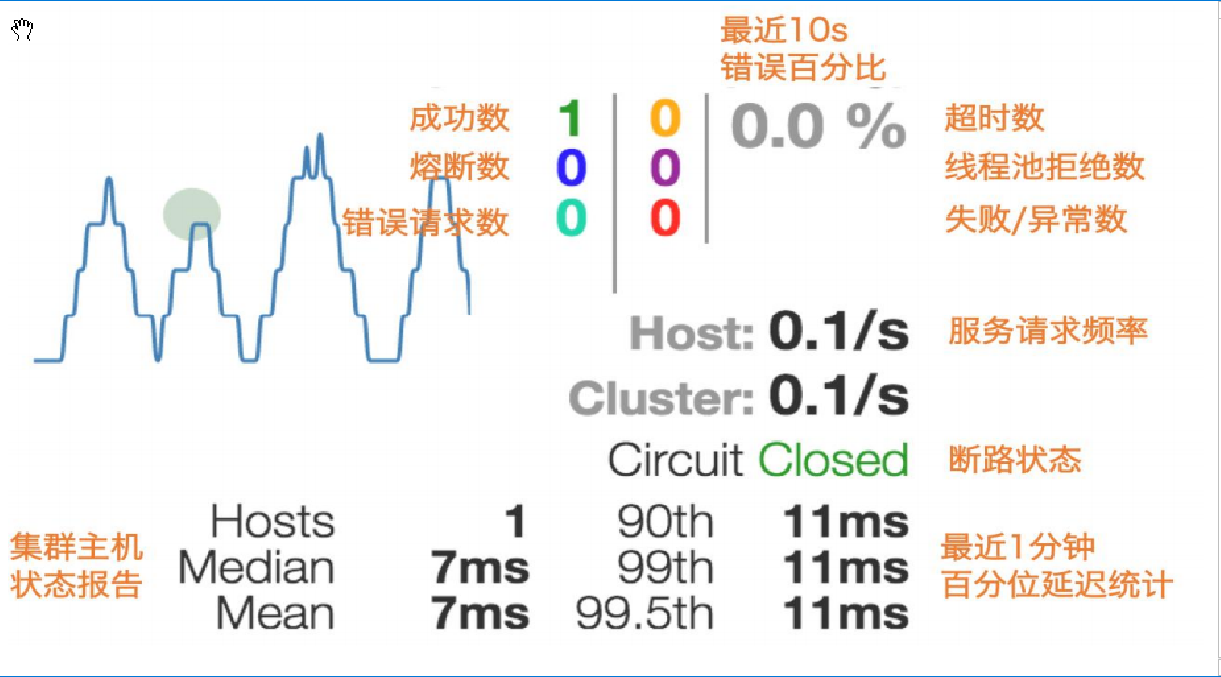 最近10s
错误百分比
成功数 1 0 0.0 % 超时数
熔断数 0 0 线程池拒绝数
错误请求数 0 0 失败/异常数
Host: 0.1/s 服务请求频率
Cluster: 0.1/s
Circuit Closed 断路状态
集群主机
状态报告
Hosts 1 90th 11ms
Median 7ms 99th 11ms
Mean 7ms 99.5th 11ms
最近1分钟
百分位延迟统计